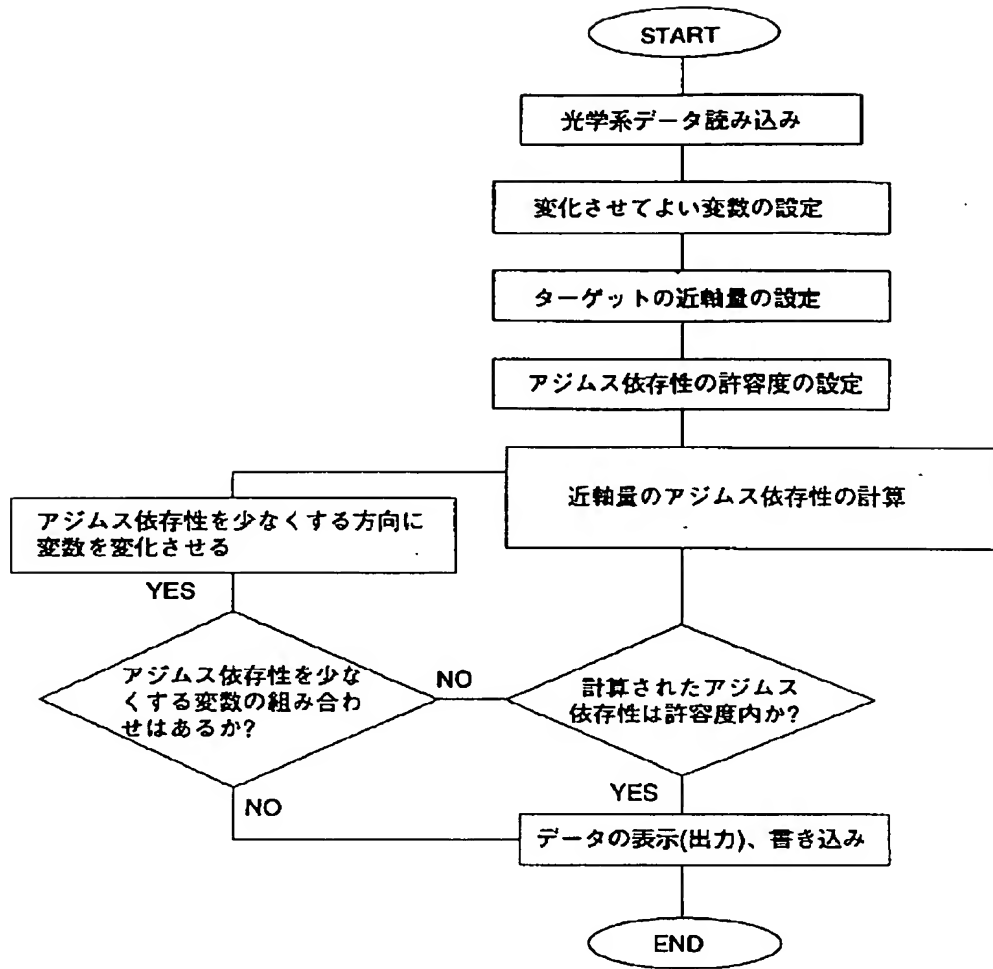 START
光学系データ読み込み
変化させてよい変数の設定
ターゲットの近軸量の設定
アジムス依存性の許容度の設定
近軸量のアジムス依存性の計算
アジムス依存性を少なくする方向に
変数を変化させる
YES
アジムス依存性を少な
くする変数の組み合わ
せはあるか?
NO
計算されたアジムス
依存性は許容度内か?
NO
YES
データの表示(出力)、書き込み
END